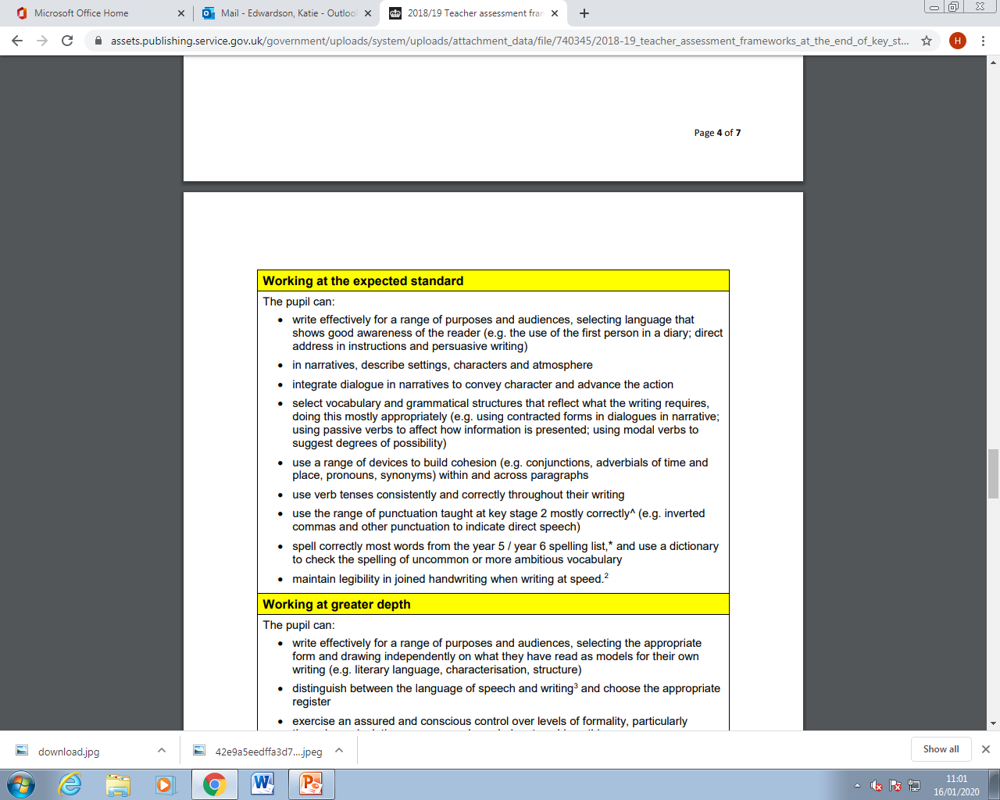 Microsoft Office Home
Mail - Edwardson, Katie - Outloo
2018/19 Teacher assessment fra
assets.publishing.service.gov.uk/government/uploads/system/uploads/attachment_data/file/740345/2018-19_teacher_assessment_frameworks_at_the_end_of_key_st...
H
Page 4 of 7
Working at the expected standard
The pupil can:
• write effectively for a range of purposes and audiences, selecting language that
shows good awareness of the reader (e.g. the use of the first person in a diary; direct
address in instructions and persuasive writing)
• in narratives, describe settings, characters and atmosphere
• integrate dialogue in narratives to convey character and advance the action
• select vocabulary and grammatical structures that reflect what the writing requires,
doing this mostly appropriately (e.g. using contracted forms in dialogues in narrative;
using passive verbs to affect how information is presented; using modal verbs to
suggest degrees of possibility)
• use a range of devices to build cohesion (e.g. conjunctions, adverbials of time and
place, pronouns, synonyms) within and across paragraphs
• use verb tenses consistently and correctly throughout their writing
• use the range of punctuation taught at key stage 2 mostly correctly^ (e.g. inverted
commas and other punctuation to indicate direct speech)
• spell correctly most words from the year 5 / year 6 spelling list,* and use a dictionary
to check the spelling of uncommon or more ambitious vocabulary
• maintain legibility in joined handwriting when writing at speed.²
Working at greater depth
The pupil can:
• write effectively for a range of purposes and audiences, selecting the appropriate
form and drawing independently on what they have read as models for their own
writing (e.g. literary language, characterisation, structure)
• distinguish between the language of speech and writing³ and choose the appropriate
register
• exercise an assured and conscious control over levels of formality, particularly
download.jpg
42e9a5eedffa3d7....jpeg
Show all
11:01
16/01/2020